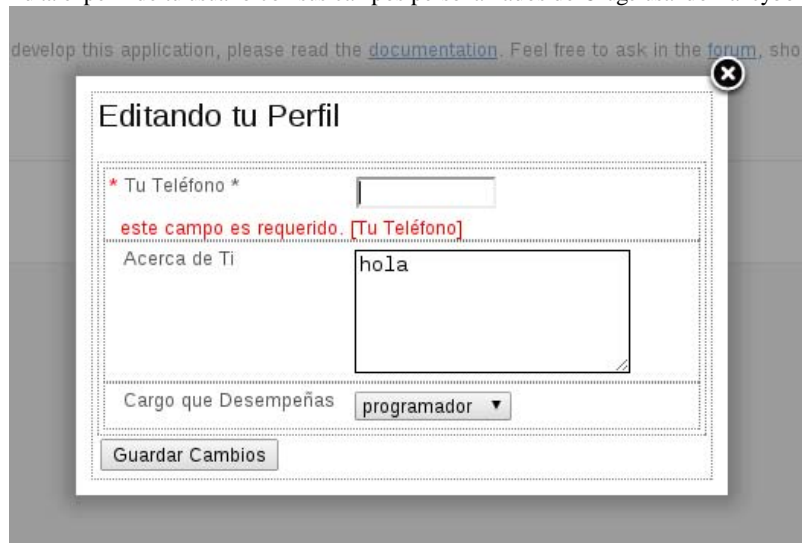 develop this application, please read the documentation. Feel free to ask in the forum, sho
Editando tu Perfil
* Tu Teléfono *
este campo es requerido. [Tu Teléfono]
Acerca de Ti
hola
Cargo que Desempeñas
programador
Guardar Cambios